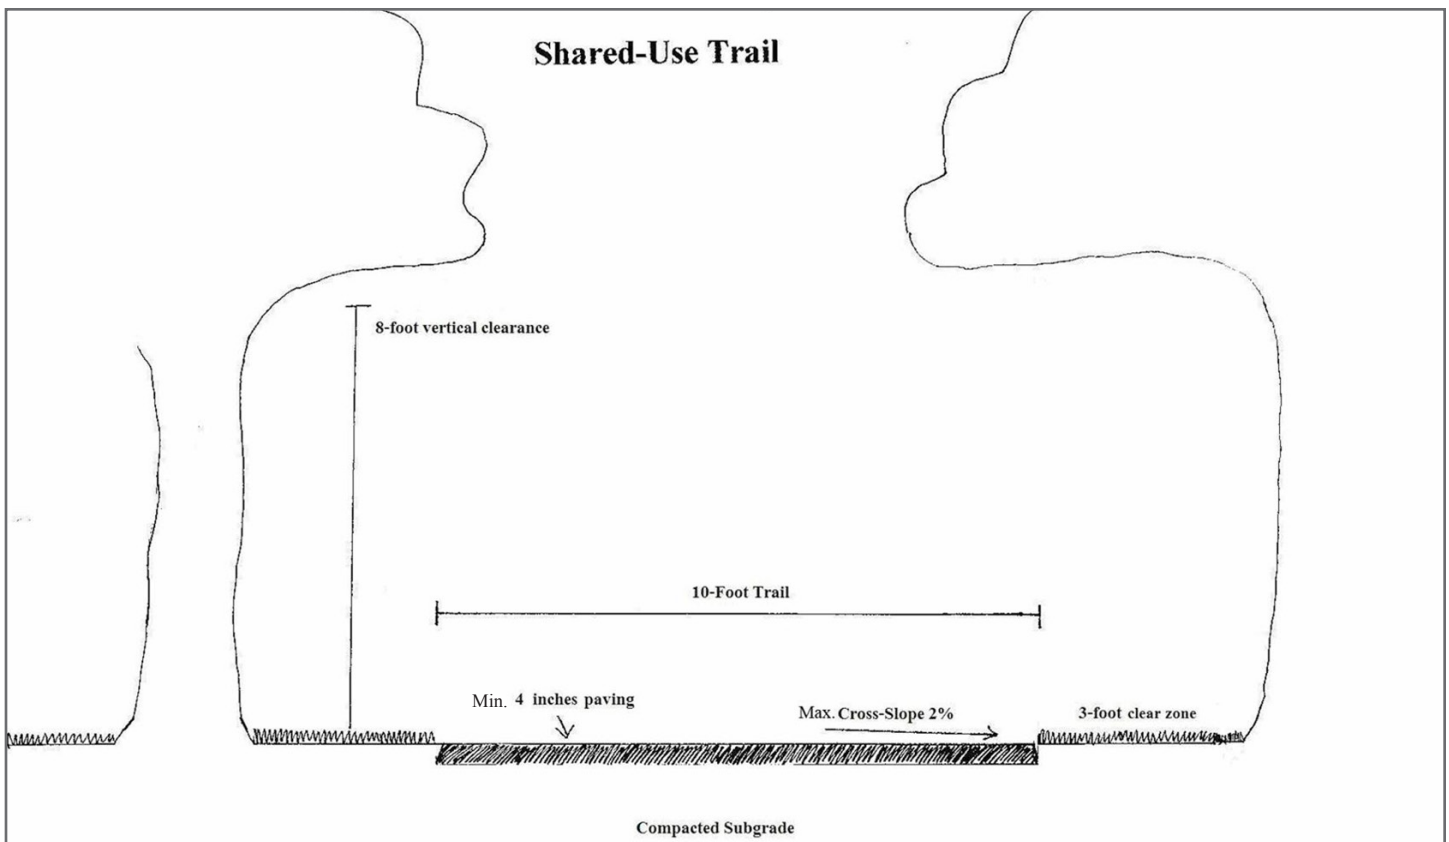 Shared-Use Trail
8-foot vertical clearance
10-Foot Trail
Min. 4 inches paving
Max. Cross-Slope 2%
3-foot clear zone
Compacted Subgrade